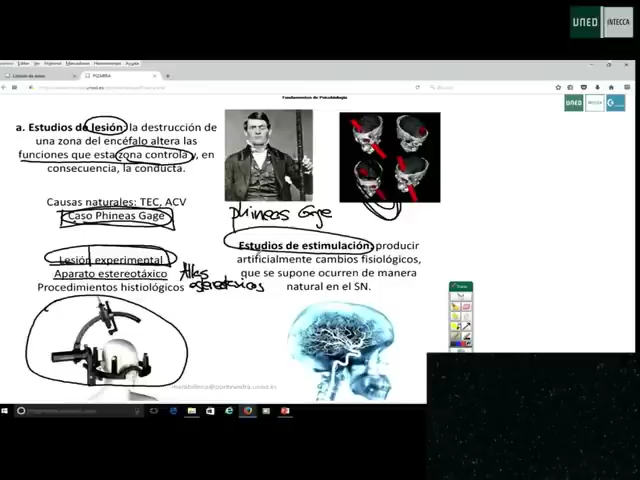 UNED INTECCA
Fundamentos de Psicobiología
UNED
a. Estudios de lesión: la destrucción de
una zona del encéfalo altera las
funciones que esta zona controla y, en
consecuencia, la conducta.
Causas naturales: TEC, ACV
Caso Phineas Gage
phineas Gage
Lesión experimental
Aparato estereotáxico
Procedimientos histiológicos
Atlas
estereotáxicos
Estudios de estimulación: producir
artificialmente cambios fisiológicos,
que se supone ocurren de manera
natural en el SN.